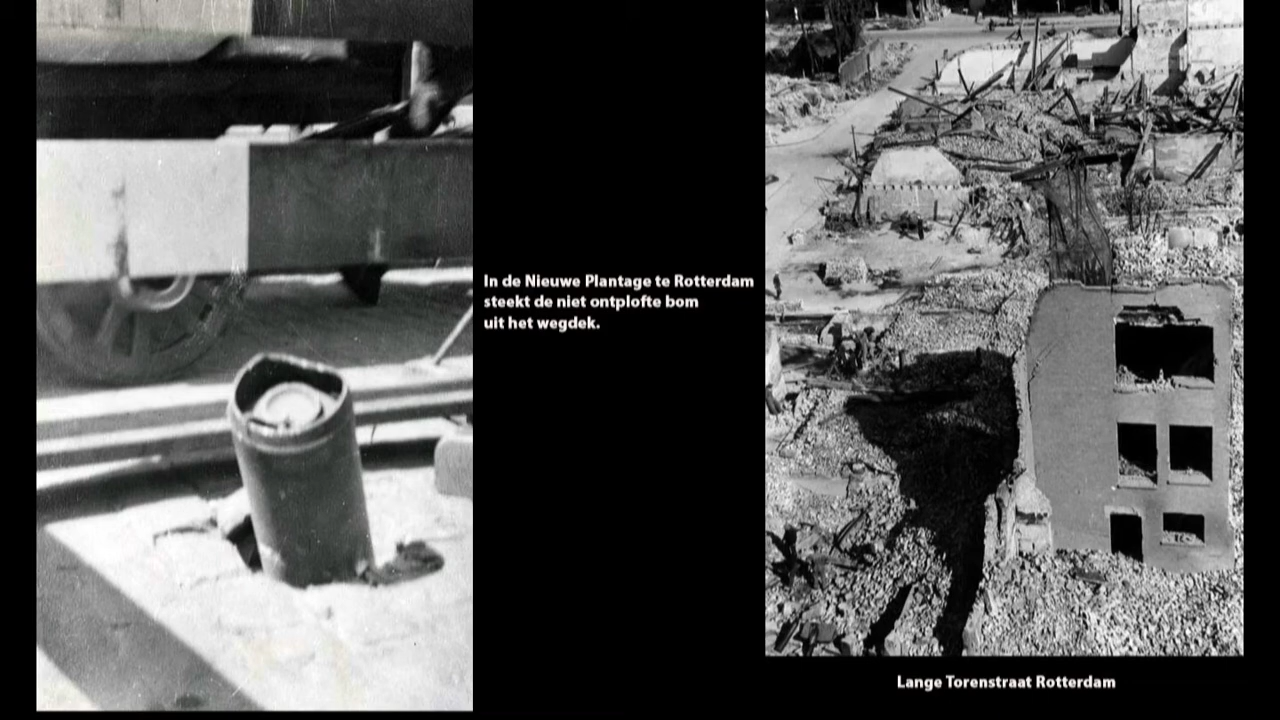 In de Nieuwe Plantage te Rotterdam
steekt de niet ontplofte bom
uit het wegdek.
Lange Torenstraat Rotterdam